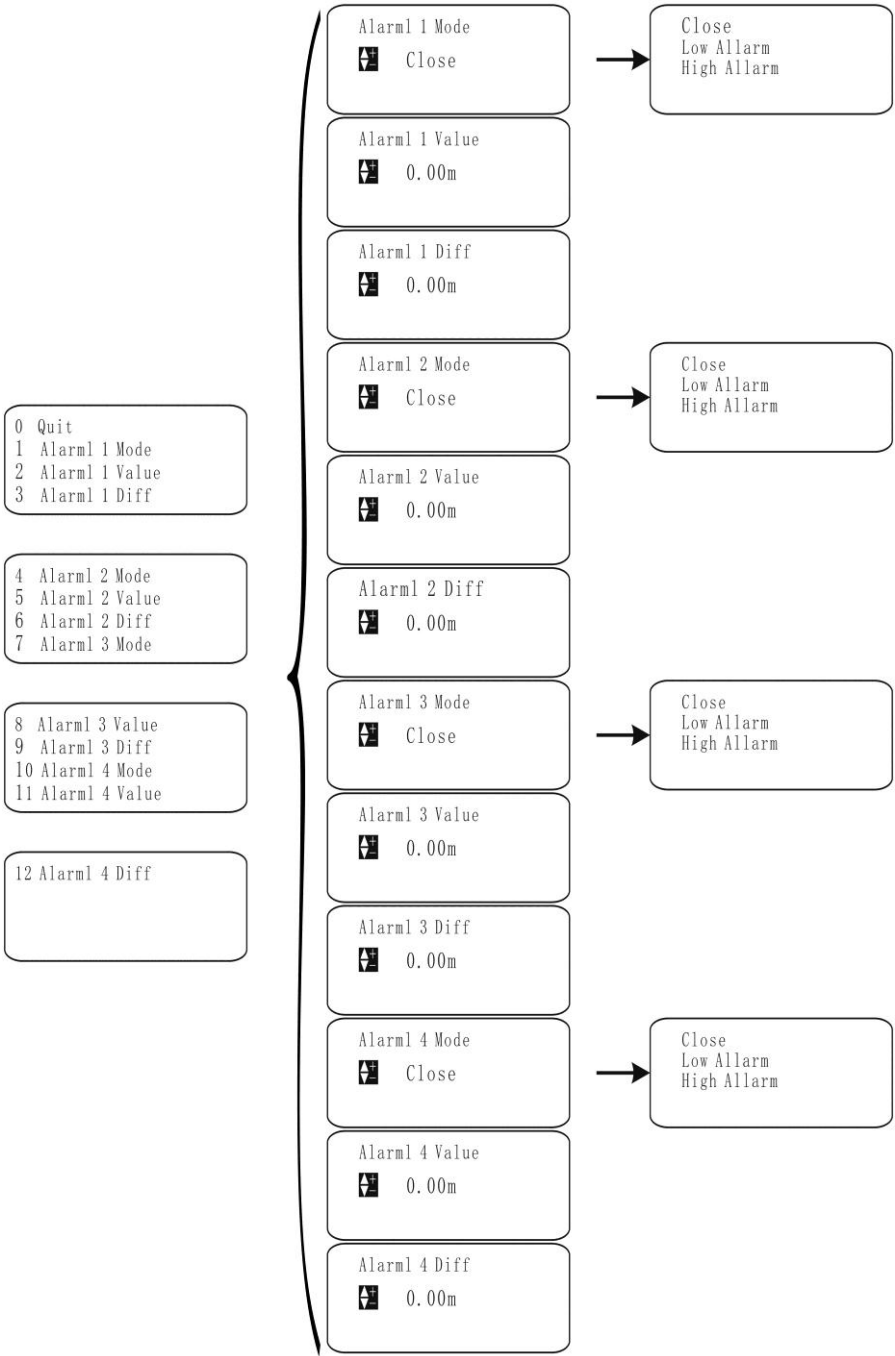 0 Quit
1 Alarml 1 Mode
2 Alarml 1 Value
3 Alarml 1 Diff
4 Alarml 2 Mode
5 Alarml 2 Value
6 Alarml 2 Diff
7 Alarml 3 Mode
8 Alarml 3 Value
9 Alarml 3 Diff
10 Alarml 4 Mode
11 Alarml 4 Value
12 Alarml 4 Diff
Alarml 1 Mode
Close
Close
Low Allarm
High Allarm
Alarml 1 Value
0.00m
Alarml 1 Diff
0.00m
Alarml 2 Mode
Close
Close
Low Allarm
High Allarm
Alarml 2 Value
0.00m
Alarml 2 Diff
0.00m
Alarml 3 Mode
Close
Close
Low Allarm
High Allarm
Alarml 3 Value
0.00m
Alarml 3 Diff
0.00m
Alarml 4 Mode
Close
Close
Low Allarm
High Allarm
Alarml 4 Value
0.00m
Alarml 4 Diff
0.00m